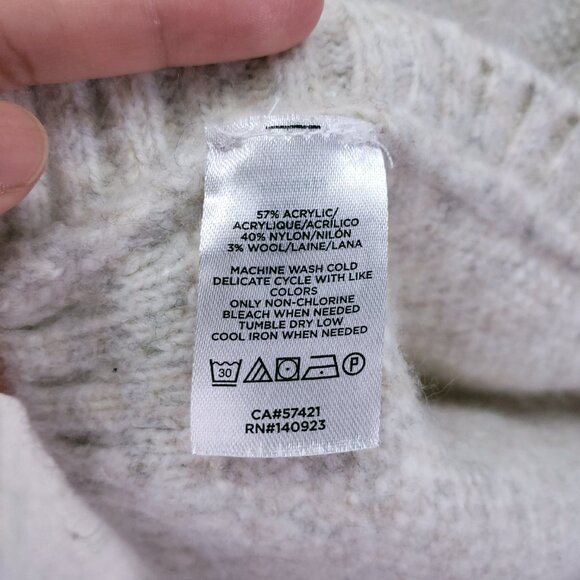 57% ACRYLIC/
ACRYLIQUE/ACRÍLICO
40% NYLON/NILÓN
3% WOOL/LAINE/LANA
MACHINE WASH COLD
DELICATE CYCLE WITH LIKE
COLORS
ONLY NON-CHLORINE
BLEACH WHEN NEEDED
TUMBLE DRY LOW
COOL IRON WHEN NEEDED
30 P
CA#57421
RN#140923